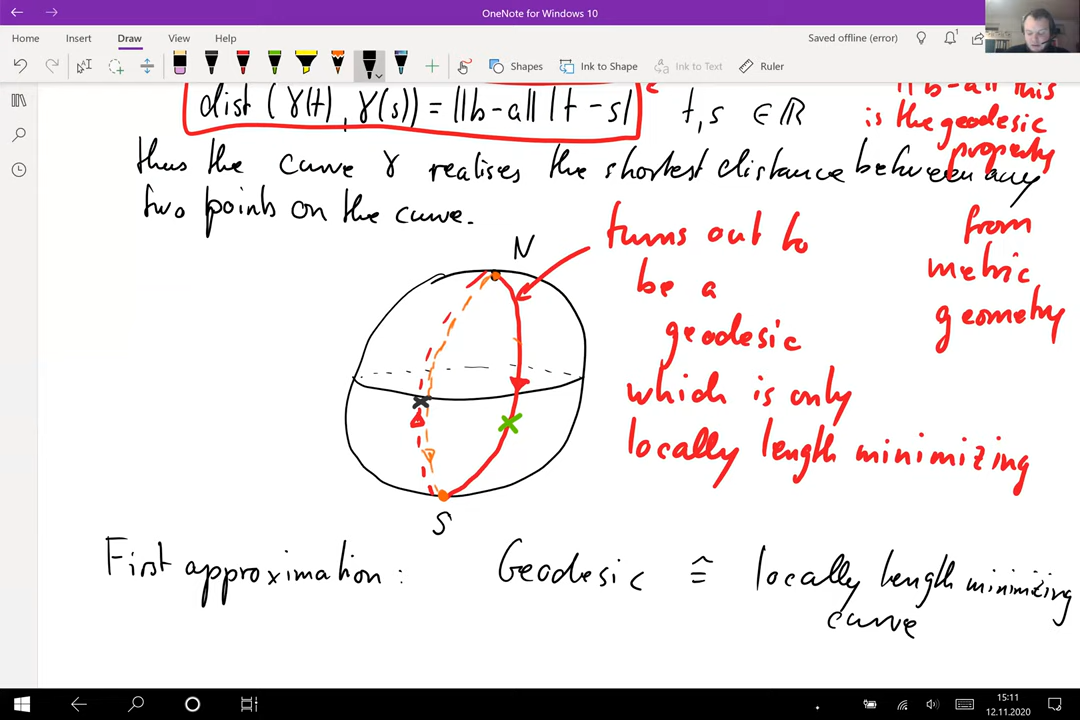 OneNote for Windows 10
Home Insert Draw View Help
Saved offline (error)
Shapes Ink to Shape Ink to Text Ruler
dist (γ(t), γ(s)) = ||b-a|| |t-s| t,s ∈ ℝ
||b-a|| this
is the geodesic
property
from
metric
geometry
thus the curve γ realises the shortest distance between any
two points on the curve.
N
turns out to
be a
geodesic
which is only
locally length minimizing
S
First approximation: Geodesic ≙ locally length minimizing
curve
15:11
12.11.2020